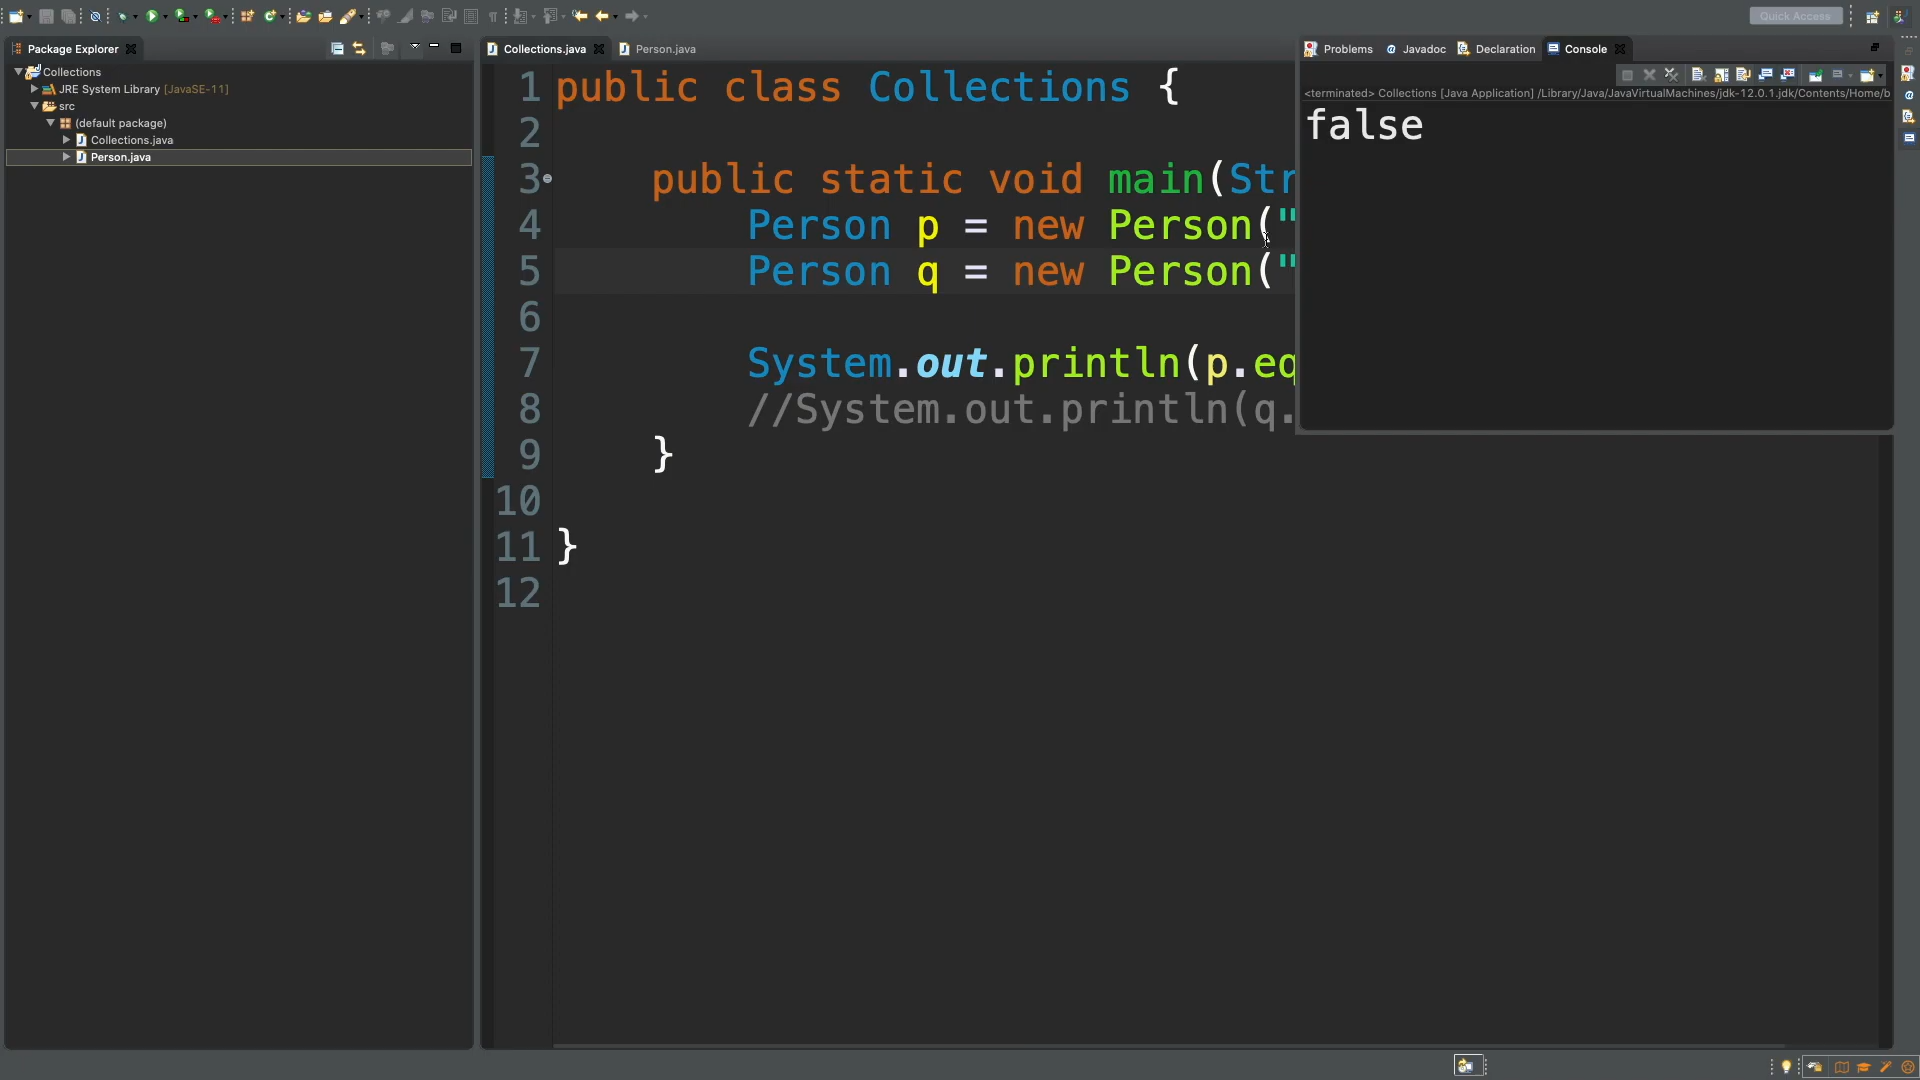 Quick Access
Package Explorer
Collections
JRE System Library [JavaSE-11]
src
(default package)
Collections.java
Person.java
Collections.java
Person.java
1 public class Collections {
2
3 public static void main(Str
4 Person p = new Person("
5 Person q = new Person("
6
7 System.out.println(p.eq
8 //System.out.println(q.
9 }
10
11 }
12
Problems
Javadoc
Declaration
Console
<terminated> Collections [Java Application] /Library/Java/JavaVirtualMachines/jdk-12.0.1.jdk/Contents/Home/b
false